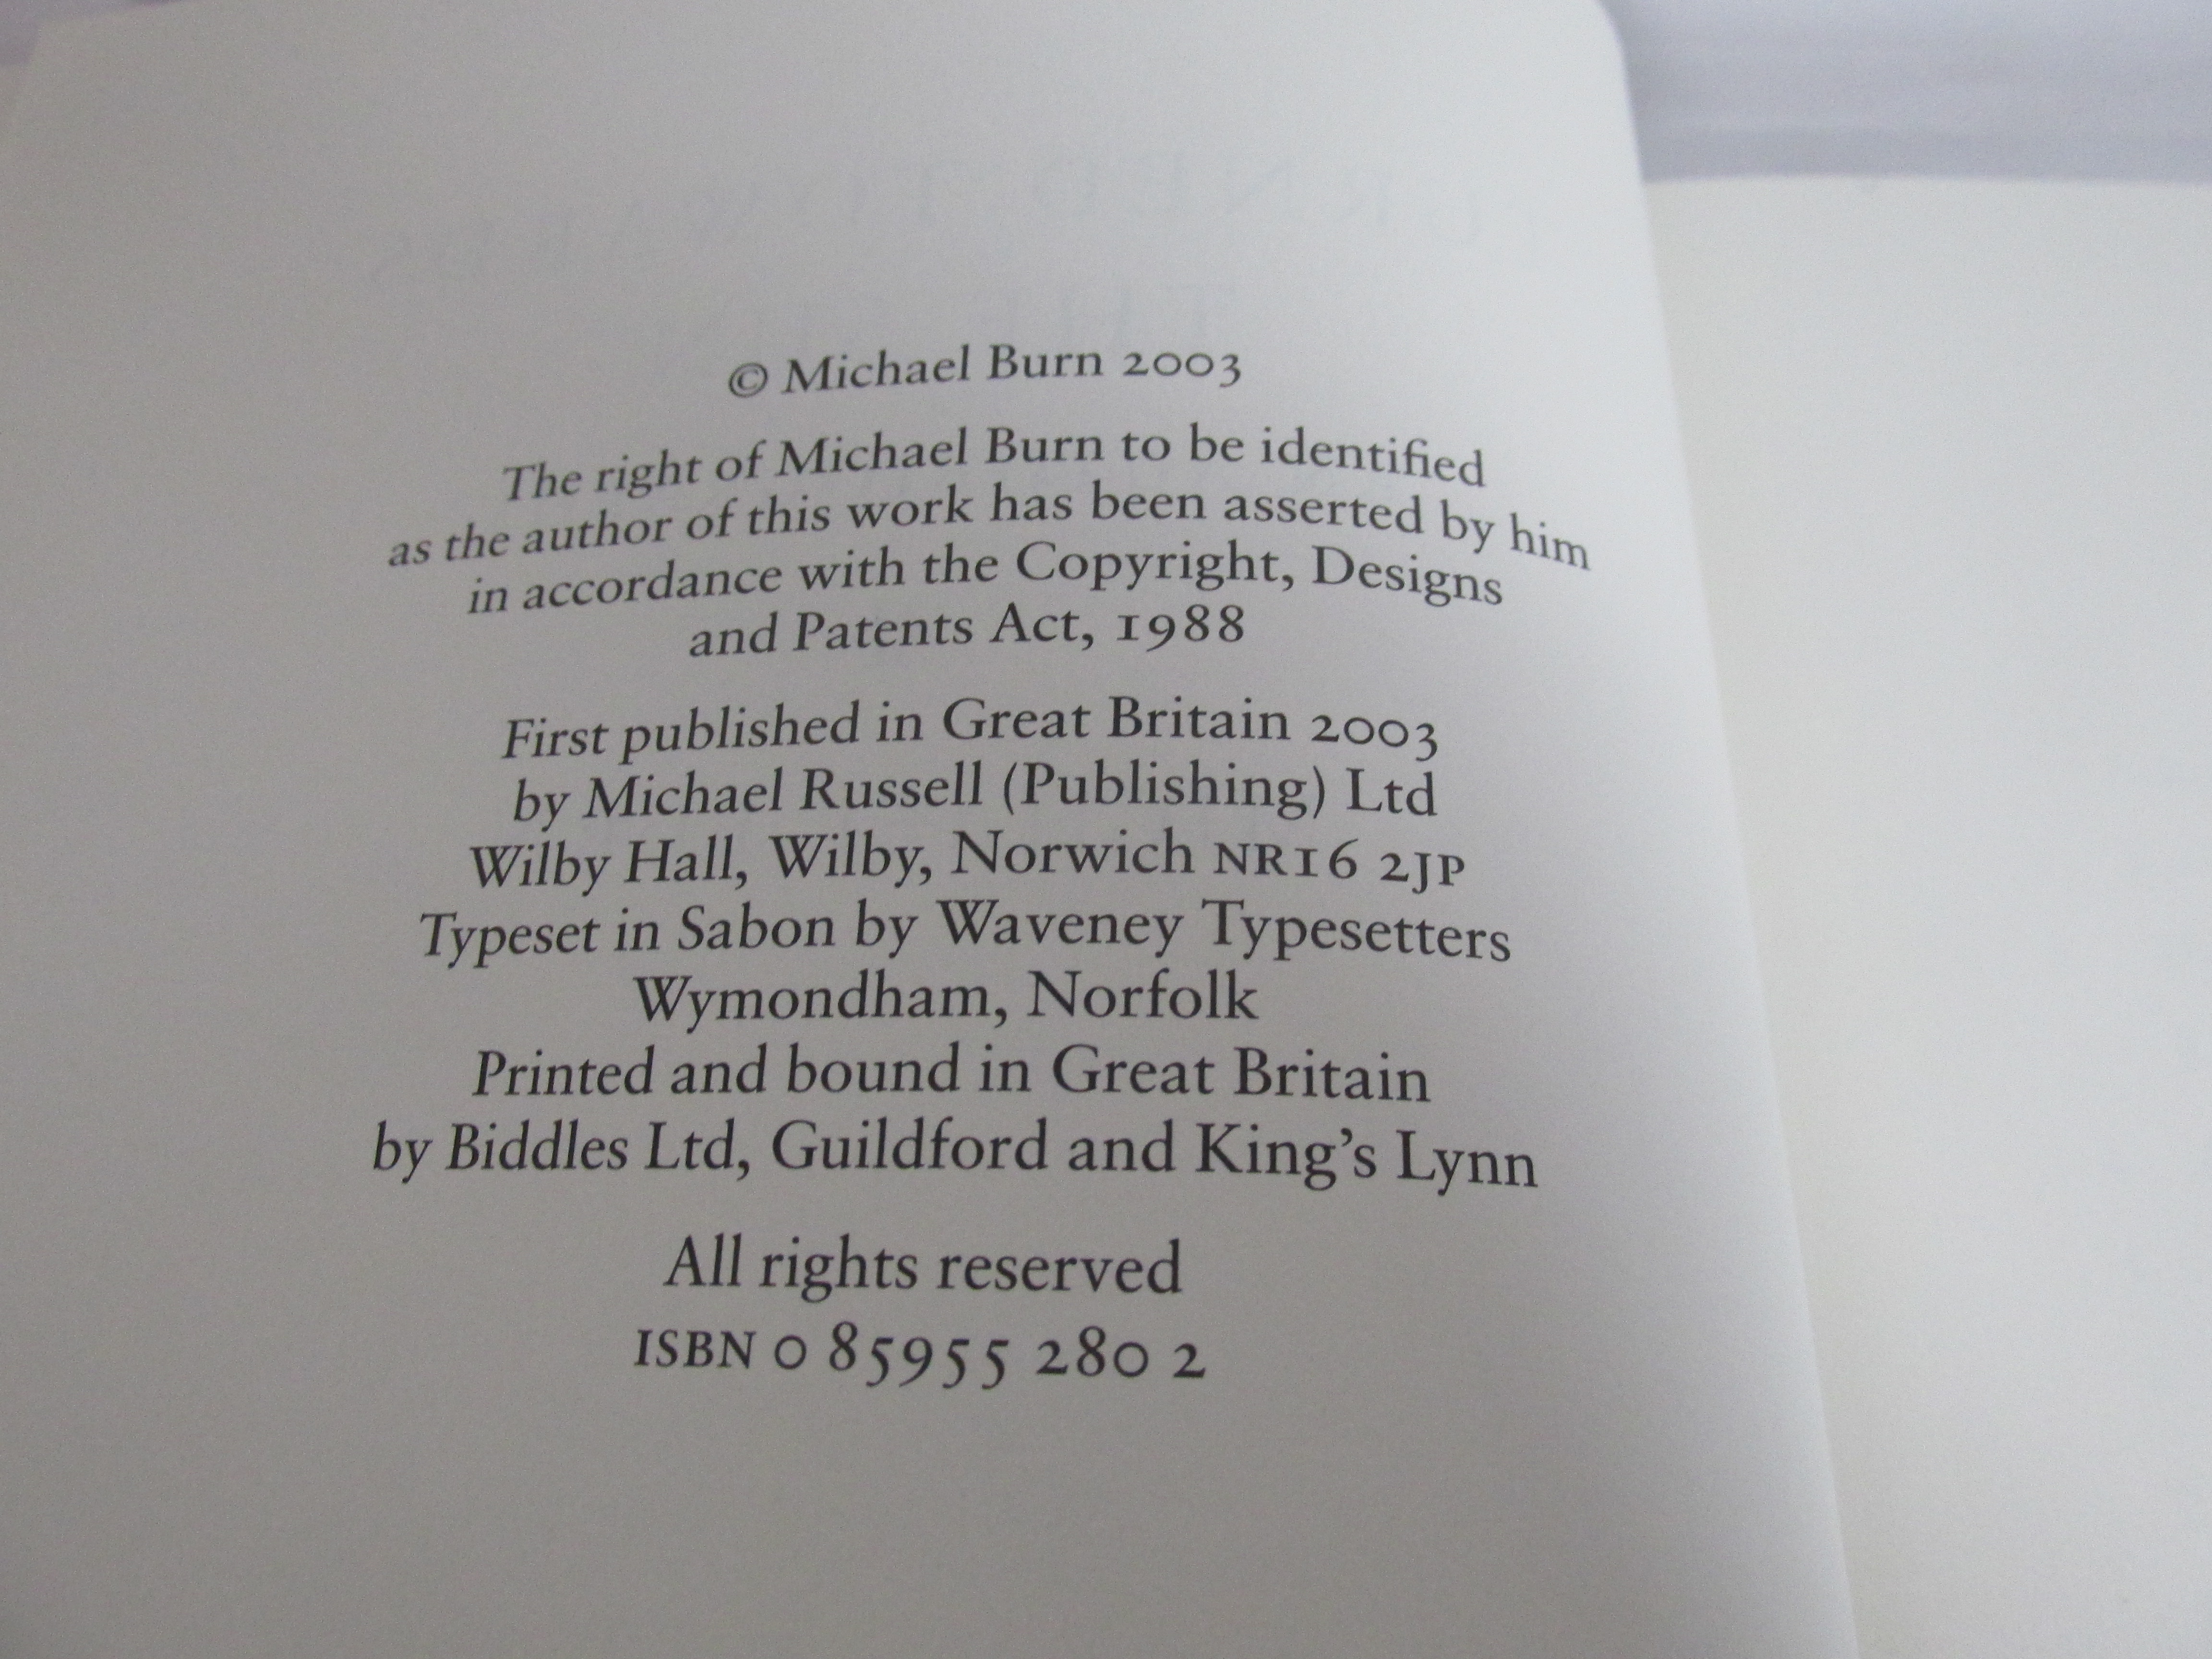 © Michael Burn 2003
The right of Michael Burn to be identified
as the author of this work has been asserted by him
in accordance with the Copyright, Designs
and Patents Act, 1988
First published in Great Britain 2003
by Michael Russell (Publishing) Ltd
Wilby Hall, Wilby, Norwich NR16 2JP
Typeset in Sabon by Waveney Typesetters
Wymondham, Norfolk
Printed and bound in Great Britain
by Biddles Ltd, Guildford and King's Lynn
All rights reserved
ISBN 0 85955 280 2